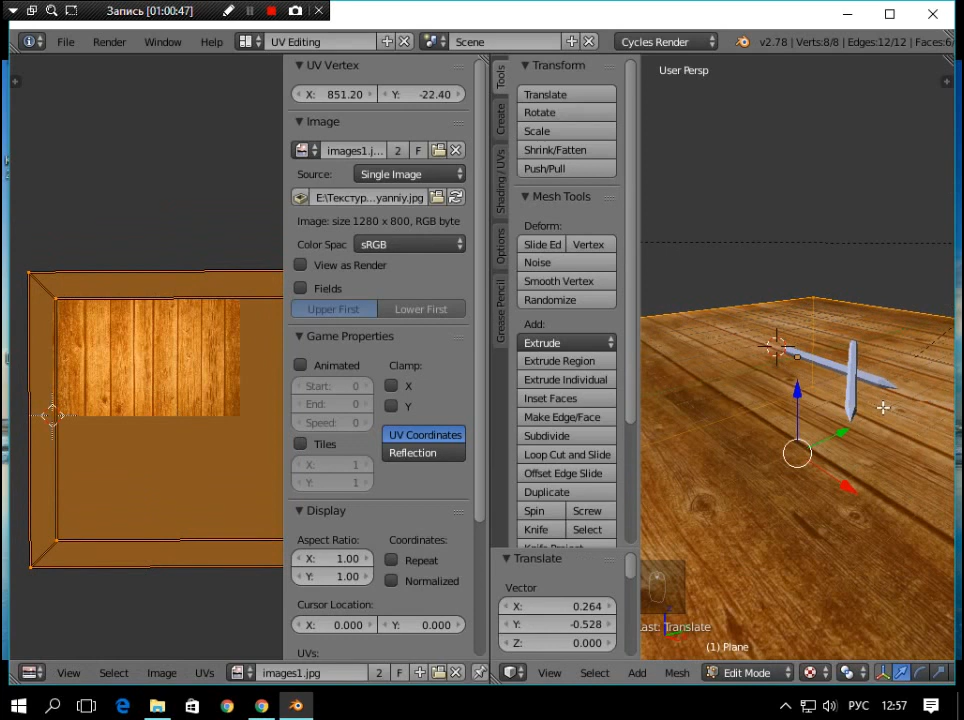 Запись [01:00:47]
File Render Window Help UV Editing Scene Cycles Render v2.78 | Verts:8/8 | Edges:12/12 | Faces:6/
UV Vertex
X: 851.20 Y: -22.40
Image
images1.j... 2 F
Source: Single Image
E:\Текстур...yanniy.jpg
Image: size 1280 x 800, RGB byte
Color Spac sRGB
View as Render
Fields
Upper First Lower First
Game Properties
Animated Clamp:
Start: 0 X
End: 0 Y
Speed: 0
Tiles UV Coordinates
X: 1 Reflection
Y: 1
Display
Aspect Ratio: Coordinates:
X: 1.00 Repeat
Y: 1.00 Normalized
Cursor Location:
X: 0.000 Y: 0.000
UVs:
View Select Image UVs images1.jpg 2 F
Tools
Create
Shading / UVs
Options
Grease Pencil
Transform
Translate
Rotate
Scale
Shrink/Fatten
Push/Pull
Mesh Tools
Deform:
Slide Ed Vertex
Noise
Smooth Vertex
Randomize
Add:
Extrude
Extrude Region
Extrude Individual
Inset Faces
Make Edge/Face
Subdivide
Loop Cut and Slide
Offset Edge Slide
Duplicate
Spin Screw
Knife Select
Knife Project
Translate
Vector
X: 0.264
Y: -0.528
Z: 0.000
User Persp
ast: Translate
(1) Plane
View Select Add Mesh Edit Mode
РУС 12:57